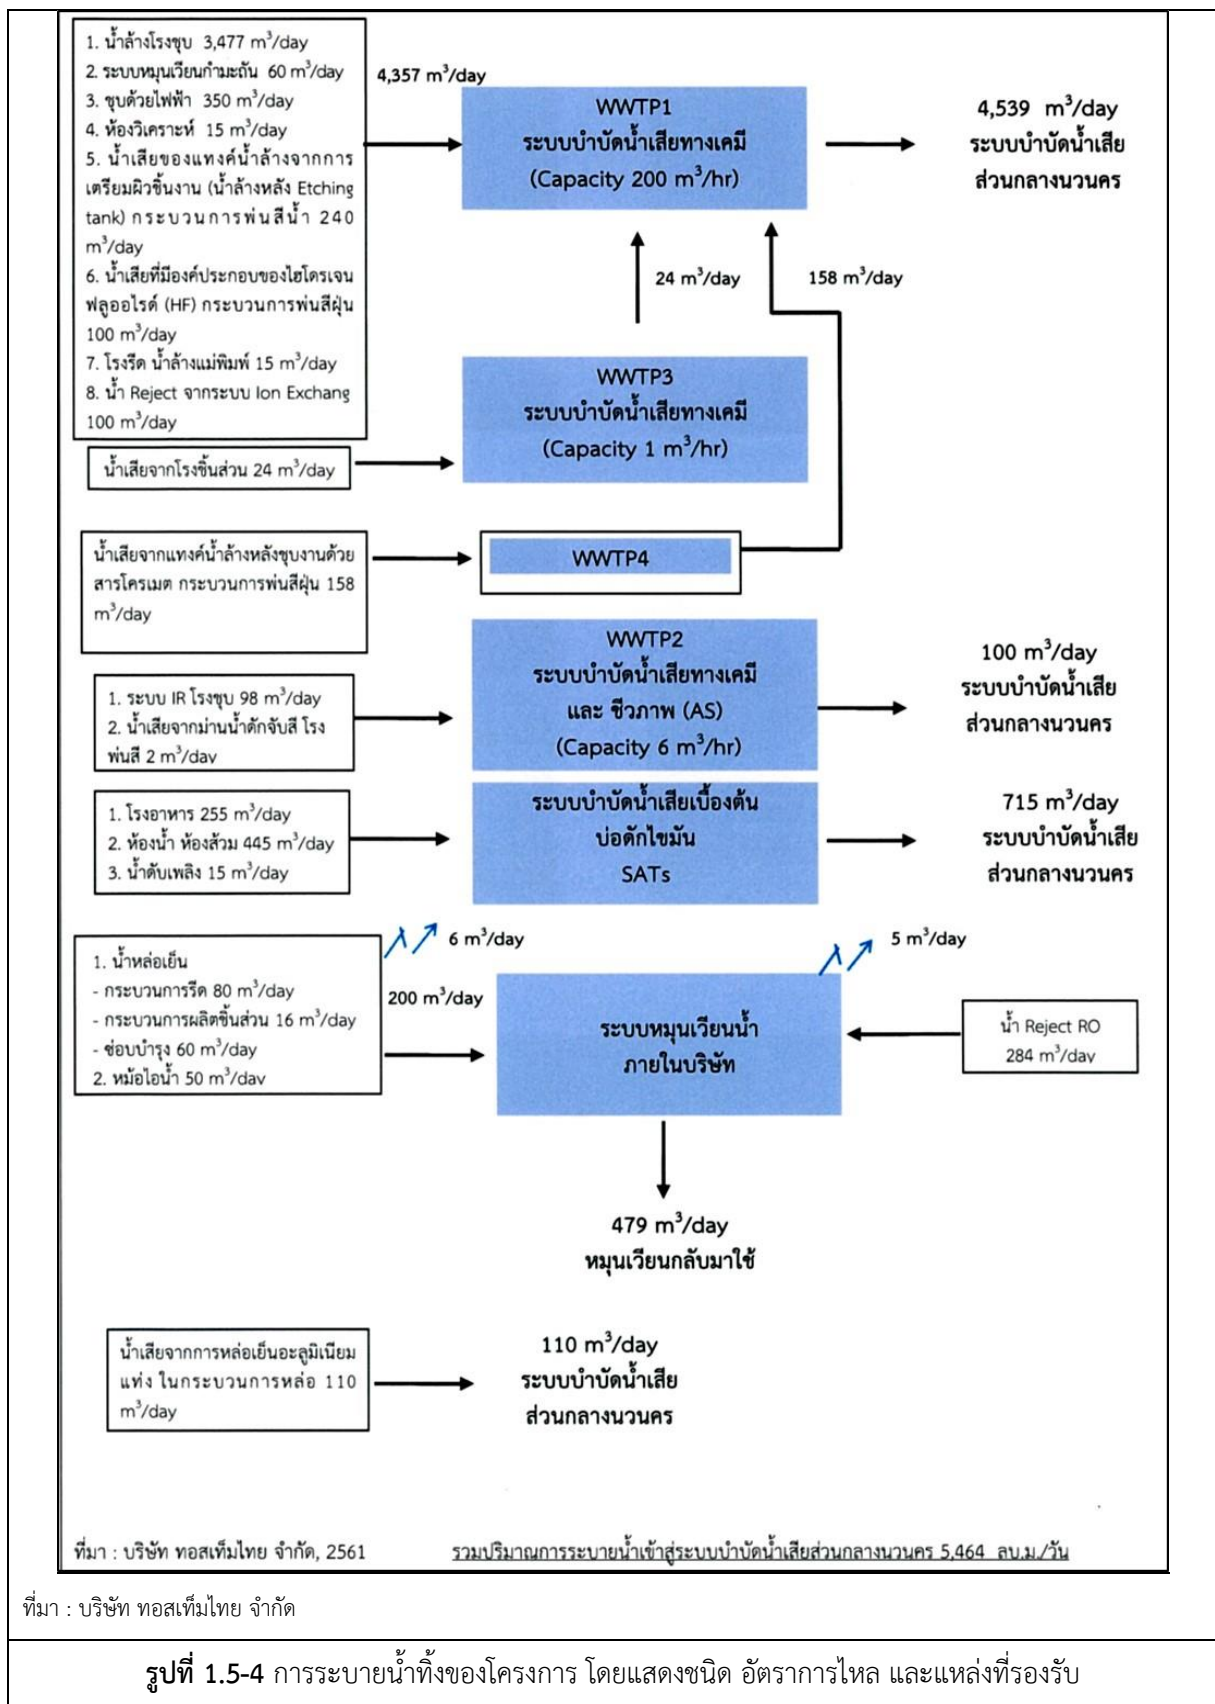 1. น้ำล้างโรงชุบ 3,477 m³/day
2. ระบบหมุนเวียนกำมะถัน 60 m³/day
3. ชุบด้วยไฟฟ้า 350 m³/day
4. ห้องวิเคราะห์ 15 m³/day
5. น้ำเสียของแทงค์น้ำล้างจากการ
เตรียมผิวชิ้นงาน (น้ำล้างหลัง Etching
tank) กระบวนการพ่นสีน้ำ 240
m³/day
6. น้ำเสียที่มีองค์ประกอบของไฮโดรเจน
ฟลูออไรด์ (HF) กระบวนการพ่นสีฝุ่น
100 m³/day
7. โรงรีด น้ำล้างแม่พิมพ์ 15 m³/day
8. น้ำ Reject จากระบบ Ion Exchang
100 m³/day
4,357 m³/day
WWTP1
ระบบบำบัดน้ำเสียทางเคมี
(Capacity 200 m³/hr)
4,539 m³/day
ระบบบำบัดน้ำเสีย
ส่วนกลางนวนคร
24 m³/day
158 m³/day
น้ำเสียจากโรงชิ้นส่วน 24 m³/day
WWTP3
ระบบบำบัดน้ำเสียทางเคมี
(Capacity 1 m³/hr)
น้ำเสียจากแทงค์น้ำล้างหลังชุบงานด้วย
สารโครเมต กระบวนการพ่นสีฝุ่น 158
m³/day
WWTP4
1. ระบบ IR โรงชุบ 98 m³/day
2. น้ำเสียจากม่านน้ำดักจับสี โรง
พ่นสี 2 m³/day
WWTP2
ระบบบำบัดน้ำเสียทางเคมี
และ ชีวภาพ (AS)
(Capacity 6 m³/hr)
100 m³/day
ระบบบำบัดน้ำเสีย
ส่วนกลางนวนคร
1. โรงอาหาร 255 m³/day
2. ห้องน้ำ ห้องส้วม 445 m³/day
3. น้ำดับเพลิง 15 m³/day
ระบบบำบัดน้ำเสียเบื้องต้น
บ่อดักไขมัน
SATs
715 m³/day
ระบบบำบัดน้ำเสีย
ส่วนกลางนวนคร
6 m³/day
5 m³/day
1. น้ำหล่อเย็น
- กระบวนการรีด 80 m³/day
- กระบวนการผลิตชิ้นส่วน 16 m³/day
- ซ่อมบำรุง 60 m³/day
2. หม้อไอน้ำ 50 m³/day
200 m³/day
ระบบหมุนเวียนน้ำ
ภายในบริษัท
น้ำ Reject RO
284 m³/day
479 m³/day
หมุนเวียนกลับมาใช้
น้ำเสียจากการหล่อเย็นอะลูมิเนียม
แท่ง ในกระบวนการหล่อ 110
m³/day
110 m³/day
ระบบบำบัดน้ำเสีย
ส่วนกลางนวนคร
ที่มา : บริษัท ทอสเท็มไทย จำกัด, 2561
รวมปริมาณการระบายน้ำเข้าสู่ระบบบำบัดน้ำเสียส่วนกลางนวนคร 5,464 ลบ.ม./วัน
ที่มา : บริษัท ทอสเท็มไทย จำกัด
รูปที่ 1.5-4 การระบายน้ำทิ้งของโครงการ โดยแสดงชนิด อัตราการไหล และแหล่งที่รองรับ